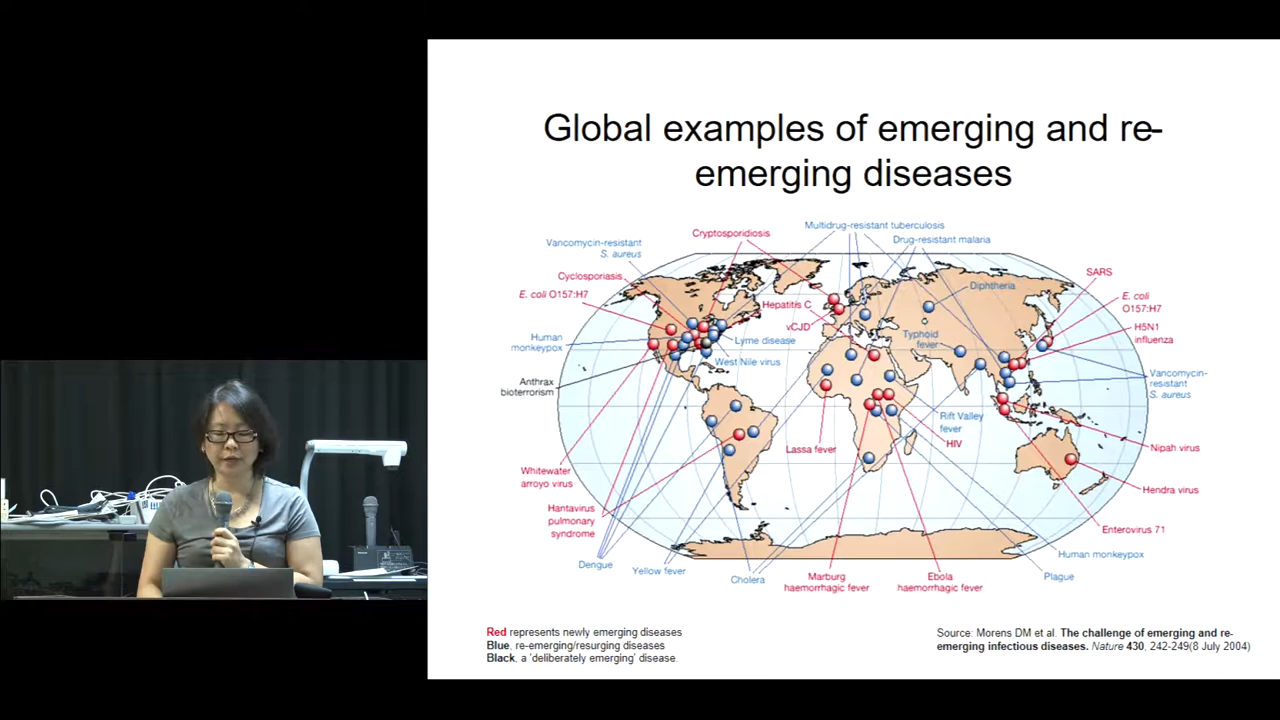 Global examples of emerging and re-
emerging diseases
Multidrug-resistant tuberculosis
Cryptosporidiosis
Drug-resistant malaria
Vancomycin-resistant
S. aureus
Cyclosporiasis
SARS
Diphtheria
E. coli O157:H7
E. coli
O157:H7
Hepatitis C
vCJD
H5N1
influenza
Human
monkeypox
Lyme disease
Typhoid
fever
West Nile virus
Anthrax
bioterrorism
Vancomycin-
resistant
S. aureus
Rift Valley
fever
HIV
Lassa fever
Nipah virus
Whitewater
arroyo virus
Hendra virus
Hantavirus
pulmonary
syndrome
Enterovirus 71
Human monkeypox
Dengue
Yellow fever
Cholera
Marburg
haemorrhagic fever
Ebola
haemorrhagic fever
Plague
Red represents newly emerging diseases
Blue, re-emerging/resurging diseases
Black, a 'deliberately emerging' disease.
Source: Morens DM et al. The challenge of emerging and re-
emerging infectious diseases. Nature 430, 242-249(8 July 2004)